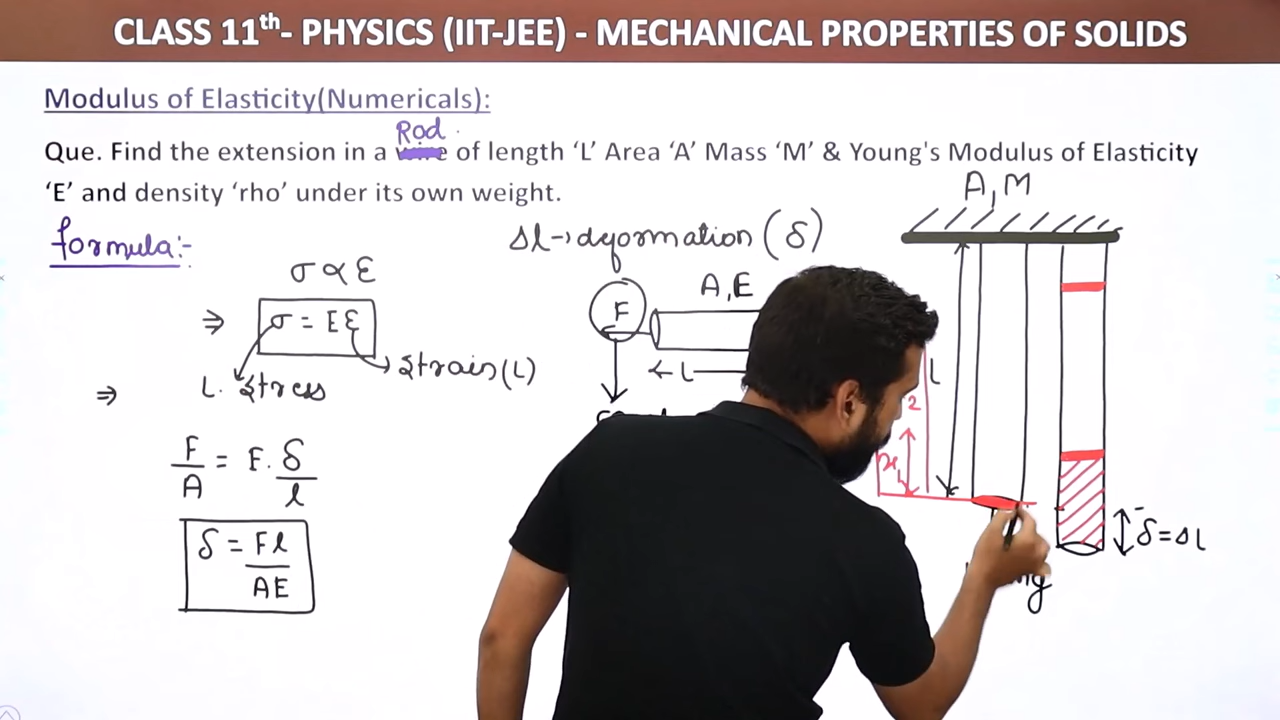 CLASS 11th- PHYSICS (IIT-JEE) - MECHANICAL PROPERTIES OF SOLIDS
Modulus of Elasticity(Numericals):
Rod
Que. Find the extension in a wire of length ‘L’ Area ‘A’ Mass ‘M’ & Young's Modulus of Elasticity
‘E’ and density ‘rho’ under its own weight.
A, M
formula:-
Δl→deformation (δ)
σ ∝ ε
A, E
F
⇒ σ = Eε
L
l
Strain(L)
⇒ L. Stress
2
F/A = E. δ/l
x
δ = Fl/AE
δ = Δl